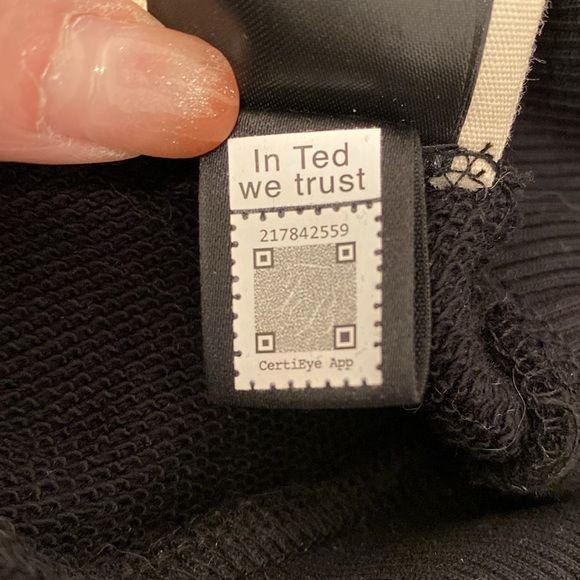 In Ted
we trust
217842559
CertiEye App